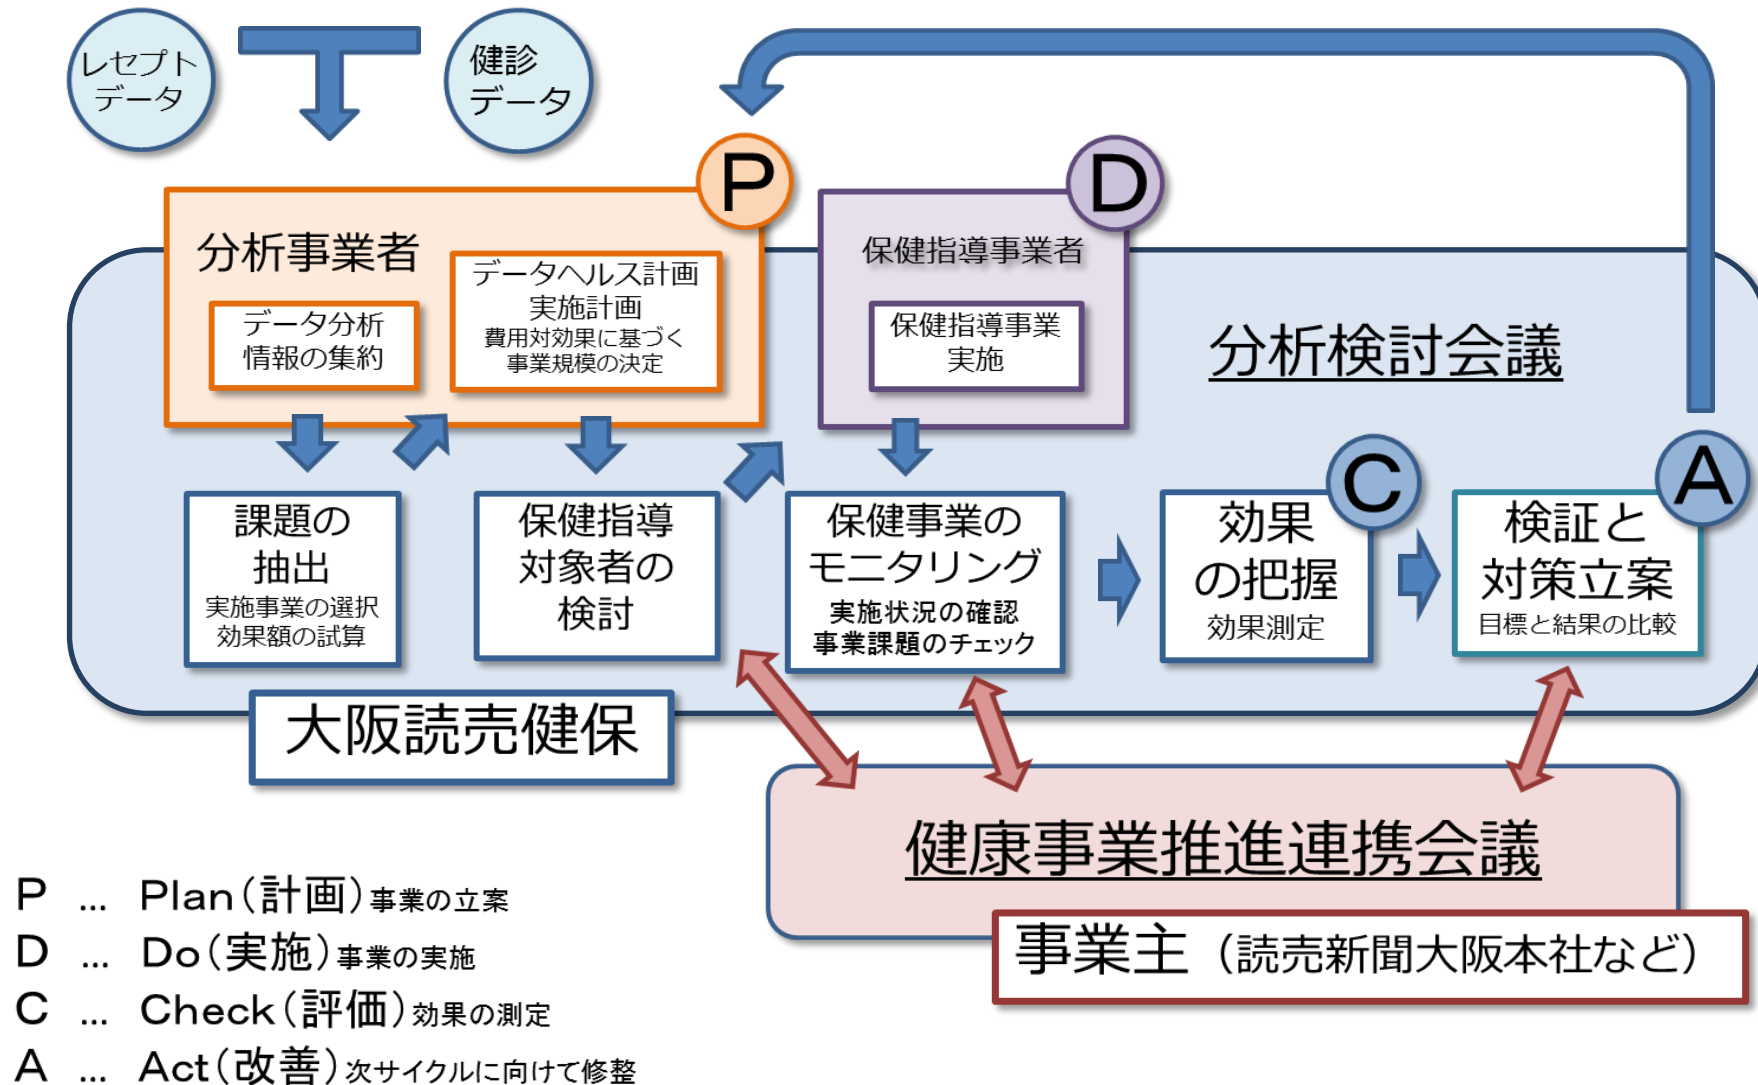 レセプト
データ
健診
データ
P
D
分析事業者
データ分析
情報の集約
データヘルス計画
実施計画
費用対効果に基づく
事業規模の決定
保健指導事業者
保健指導事業
実施
分析検討会議
課題の
抽出
実施事業の選択
効果額の試算
保健指導
対象者の
検討
保健事業の
モニタリング
実施状況の確認
事業課題のチェック
C
効果
の把握
効果測定
A
検証と
対策立案
目標と結果の比較
大阪読売健保
健康事業推進連携会議
事業主（読売新聞大阪本社など）
P … Plan（計画）事業の立案
D … Do（実施）事業の実施
C … Check（評価）効果の測定
A … Act（改善）次サイクルに向けて修整